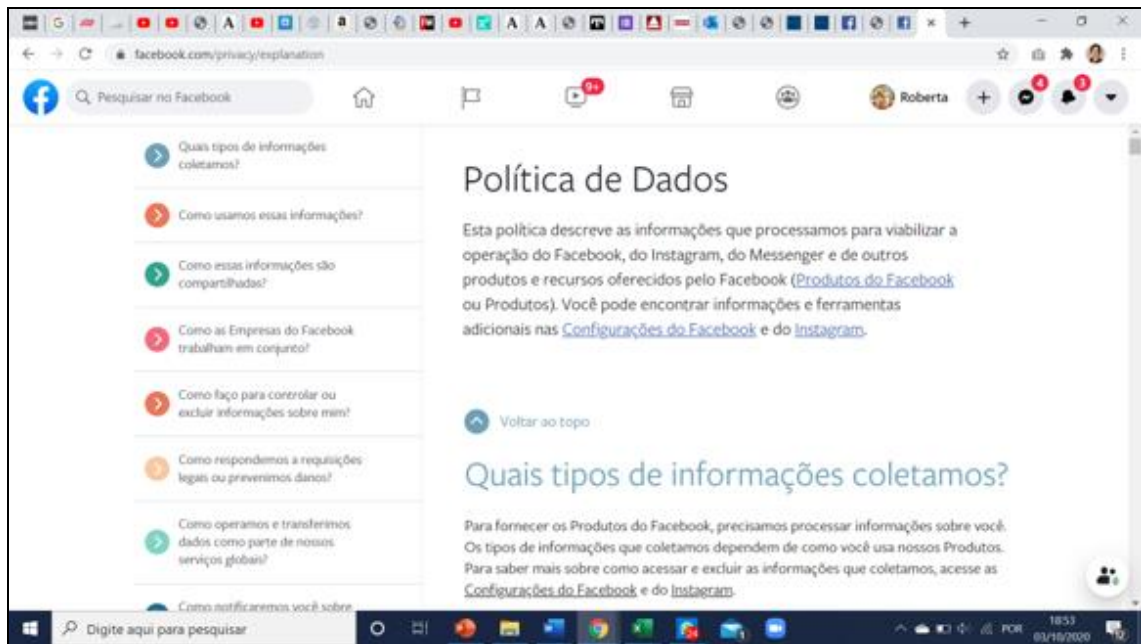 facebook.com/privacy/explanation
Pesquisar no Facebook
9+
Roberta
4
3
Quais tipos de informações
coletamos?
Como usamos essas informações?
Como essas informações são
compartilhadas?
Como as Empresas do Facebook
trabalham em conjunto?
Como faço para controlar ou
excluir informações sobre mim?
Como respondemos a requisições
legais ou prevenimos danos?
Como operamos e transferimos
dados como parte de nossos
serviços globais?
Como notificaremos você sobre
Política de Dados
Esta política descreve as informações que processamos para viabilizar a
operação do Facebook, do Instagram, do Messenger e de outros
produtos e recursos oferecidos pelo Facebook (Produtos do Facebook
ou Produtos). Você pode encontrar informações e ferramentas
adicionais nas Configurações do Facebook e do Instagram.
Voltar ao topo
Quais tipos de informações coletamos?
Para fornecer os Produtos do Facebook, precisamos processar informações sobre você.
Os tipos de informações que coletamos dependem de como você usa nossos Produtos.
Para saber mais sobre como acessar e excluir as informações que coletamos, acesse as
Configurações do Facebook e do Instagram.
Digite aqui para pesquisar
POR
18:53
03/10/2020